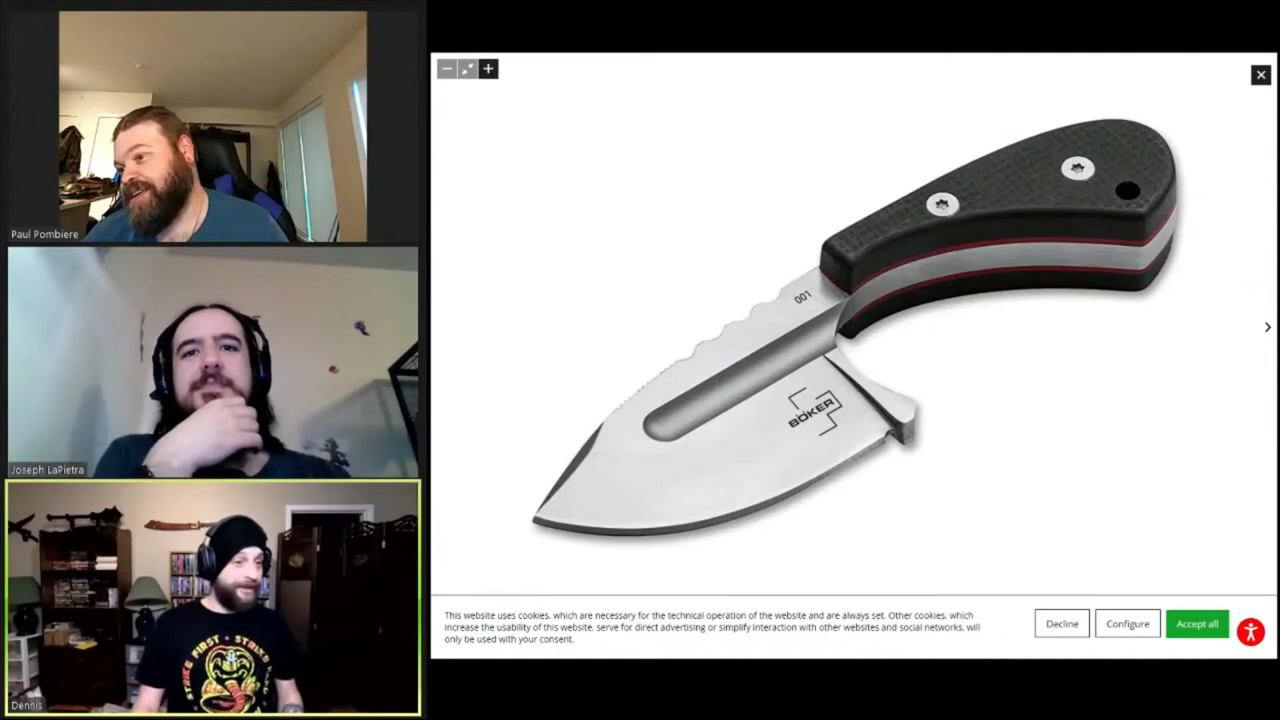 Paul Pombiere
Joseph LaPietra
STRIKE FIRST • STRIKE
Dennis
001
BÖKER
This website uses cookies, which are necessary for the technical operation of the website and are always set. Other cookies, which
increase the usability of this website, serve for direct advertising or simplify interaction with other websites and social networks, will
only be used with your consent.
Decline
Configure
Accept all